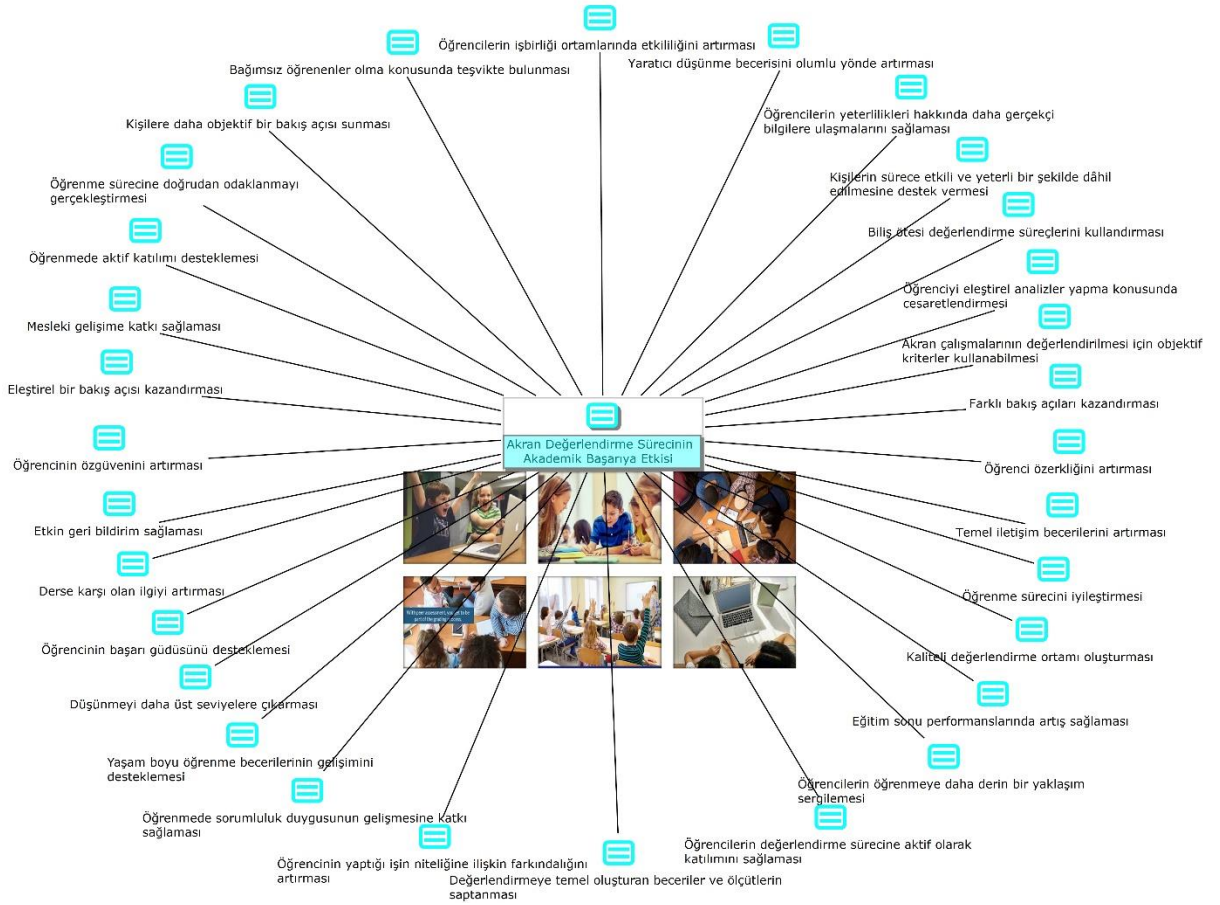 Öğrencilerin işbirliği ortamlarında etkililiğini artırması
Yaratıcı düşünme becerisini olumlu yönde artırması
Bağımsız öğrenenler olma konusunda teşvikte bulunması
Öğrencilerin yeterlilikleri hakkında daha gerçekçi
bilgilere ulaşmalarını sağlaması
Kişilere daha objektif bir bakış açısı sunması
Kişilerin sürece etkili ve yeterli bir şekilde dâhil
edilmesine destek vermesi
Öğrenme sürecine doğrudan odaklanmayı
gerçekleştirmesi
Biliş ötesi değerlendirme süreçlerini kullandırması
Öğrenmede aktif katılımı desteklemesi
Öğrenciyi eleştirel analizler yapma konusunda
cesaretlendirmesi
Mesleki gelişime katkı sağlaması
Akran çalışmalarının değerlendirilmesi için objektif
kriterler kullanabilmesi
Eleştirel bir bakış açısı kazandırması
Farklı bakış açıları kazandırması
Akran Değerlendirme Sürecinin
Akademik Başarıya Etkisi
Öğrencinin özgüvenini artırması
Öğrenci özerkliğini artırması
Etkin geri bildirim sağlaması
Temel iletişim becerilerini artırması
Derse karşı olan ilgiyi artırması
Öğrenme sürecini iyileştirmesi
Öğrencinin başarı güdüsünü desteklemesi
Kaliteli değerlendirme ortamı oluşturması
Düşünmeyi daha üst seviyelere çıkarması
Eğitim sonu performanslarında artış sağlaması
Yaşam boyu öğrenme becerilerinin gelişimini
desteklemesi
Öğrencilerin öğrenmeye daha derin bir yaklaşım
sergilemesi
Öğrenmede sorumluluk duygusunun gelişmesine katkı
sağlaması
Öğrencilerin değerlendirme sürecine aktif olarak
katılımını sağlaması
Öğrencinin yaptığı işin niteliğine ilişkin farkındalığını
artırması
Değerlendirmeye temel oluşturan beceriler ve ölçütlerin
saptanması